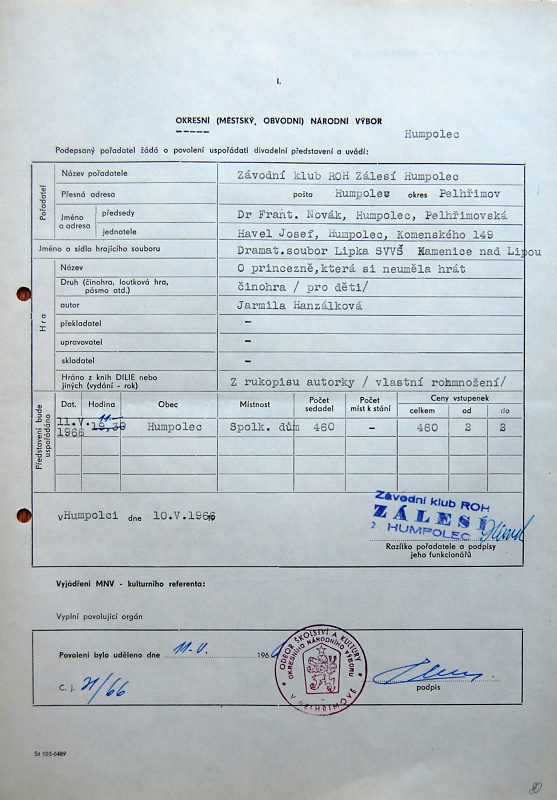 I.
OKRESNÍ (MĚSTSKÝ, OBVODNÍ) NÁRODNÍ VÝBOR
Humpolec
Podepsaný pořadatel žádá o povolení uspořádati divadelní představení a uvádí:
Pořadatel
Název pořadatele Závodní klub ROH Zálesí Humpolec
Přesná adresa pošta Humpolec okres Pelhřimov
Jméno a adresa
předsedy Dr Frant. Novák, Humpolec, Pelhřimovská
jednatele Havel Josef, Humpolec, Komenského 149
Jméno a sídlo hrajícího souboru Dramat.soubor Lipka SVVŠ Kamenice nad Lipou
Hra
Název O princezně,která si neuměla hrát
Druh (činohra, loutková hra, pásmo atd.) činohra / pro děti/
autor Jarmila Hanzálková
překladatel –
upravovatel –
skladatel –
Hráno z knih DILIE nebo jiných (vydání - rok) Z rukopisu autorky / vlastní rozmnožení/
Představení bude uspořádáno
Dat. Hodina Obec Místnost Počet sedadel Počet míst k stání Ceny vstupenek
celkem od do
11.V. 1966 19,30 11.– Humpolec Spolk. dům 460 – 460 2 2
V Humpolci dne 10.V.1966
Závodní klub ROH
ZÁLESÍ
2 HUMPOLEC
Razítko pořadatele a podpisy
jeho funkcionářů
Vyjádření MNV - kulturního referenta:
Vyplní povolující orgán
Povolení bylo uděleno dne 11.V. 196
ODBOR ŠKOLSTVÍ A KULTURY
OKRESNÍHO NÁRODNÍHO VÝBORU
V PELHŘIMOVĚ
Č. j. 71/66
podpis
St 103-6489
80